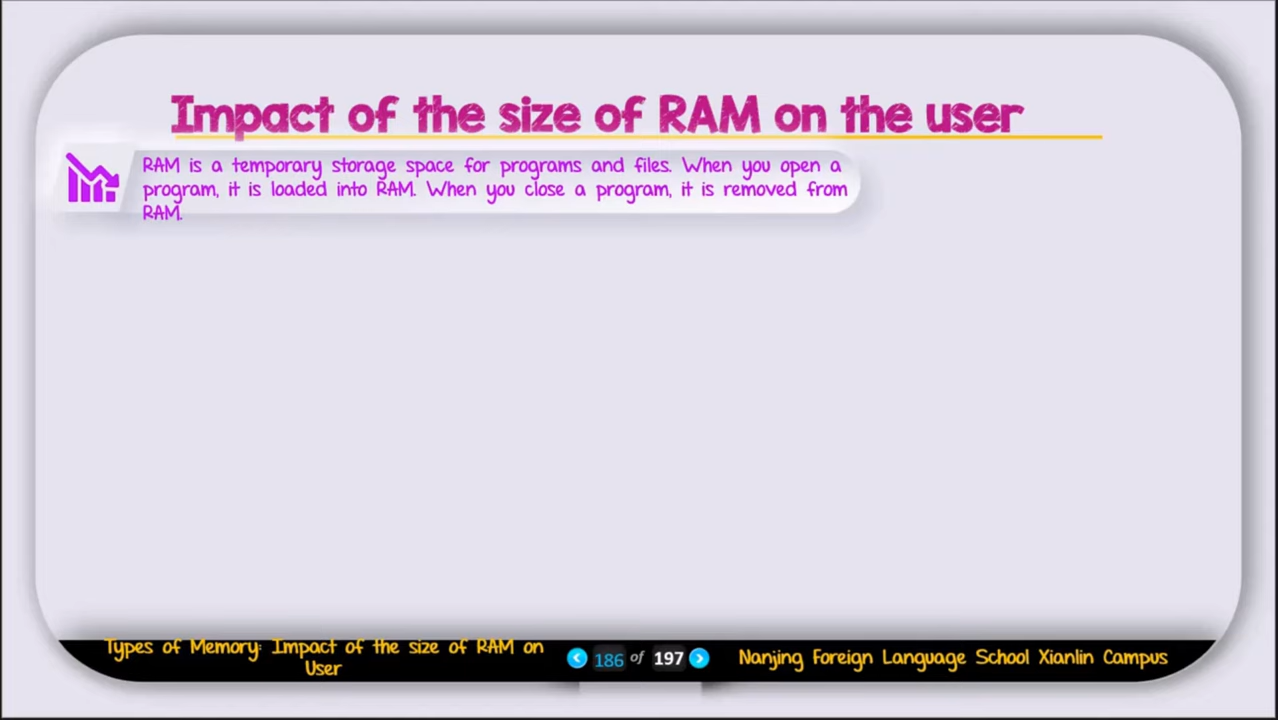 Impact of the size of RAM on the user
RAM is a temporary storage space for programs and files. When you open a
program, it is loaded into RAM. When you close a program, it is removed from
RAM.
Types of Memory: Impact of the size of RAM on
User
186 of 197
Nanjing Foreign Language School Xianlin Campus